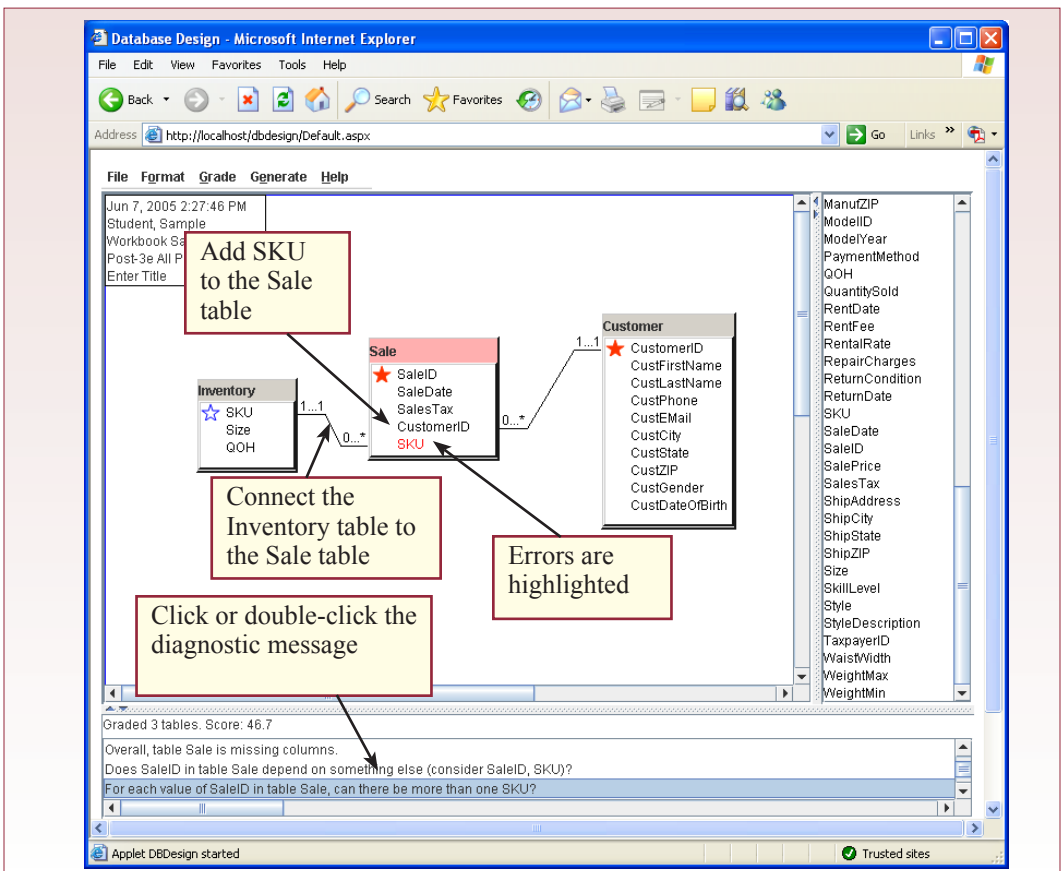 Database Design - Microsoft Internet Explorer
File Edit View Favorites Tools Help
Back Search Favorites
Address http://localhost/dbdesign/Default.aspx Go Links »
File Format Grade Generate Help
Jun 7, 2005 2:27:46 PM
Student, Sample
Workbook Sa
Post-3e All P
Enter Title
Add SKU
to the Sale
table
Inventory
SKU
Size
QOH
1...1
0...*
Sale
SaleID
SaleDate
SalesTax
CustomerID
SKU
0...*
1...1
Customer
CustomerID
CustFirstName
CustLastName
CustPhone
CustEMail
CustCity
CustState
CustZIP
CustGender
CustDateOfBirth
Connect the
Inventory table to
the Sale table
Errors are
highlighted
Click or double-click the
diagnostic message
ManufZIP
ModelID
ModelYear
PaymentMethod
QOH
QuantitySold
RentDate
RentFee
RentalRate
RepairCharges
ReturnCondition
ReturnDate
SKU
SaleDate
SaleID
SalePrice
SalesTax
ShipAddress
ShipCity
ShipState
ShipZIP
Size
SkillLevel
Style
StyleDescription
TaxpayerID
WaistWidth
WeightMax
WeightMin
Graded 3 tables. Score: 46.7
Overall, table Sale is missing columns.
Does SaleID in table Sale depend on something else (consider SaleID, SKU)?
For each value of SaleID in table Sale, can there be more than one SKU?
Applet DBDesign started Trusted sites